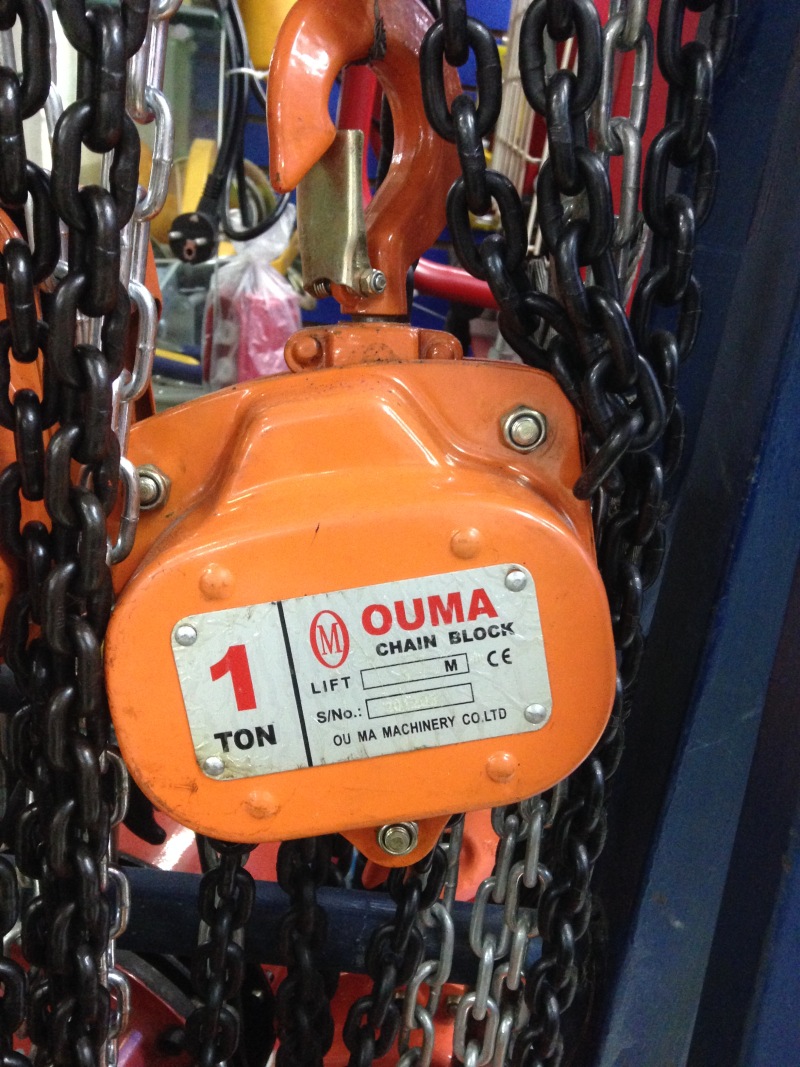 1
TON
M
OUMA
CHAIN BLOCK
LIFT M CE
S/No.:
OU MA MACHINERY CO.LTD